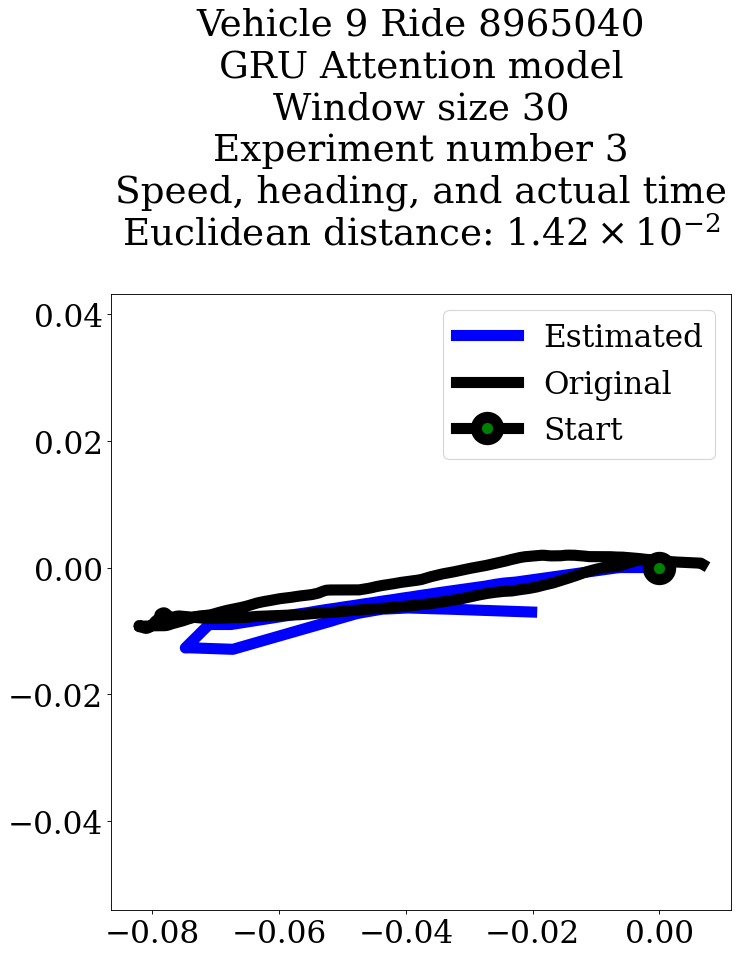 Vehicle 9 Ride 8965040
GRU Attention model
Window size 30
Experiment number 3
Speed, heading, and actual time
Euclidean distance: 1.42 × 10⁻²
Estimated
Original
Start
0.04
0.02
0.00
−0.02
−0.04
−0.08 −0.06 −0.04 −0.02 0.00